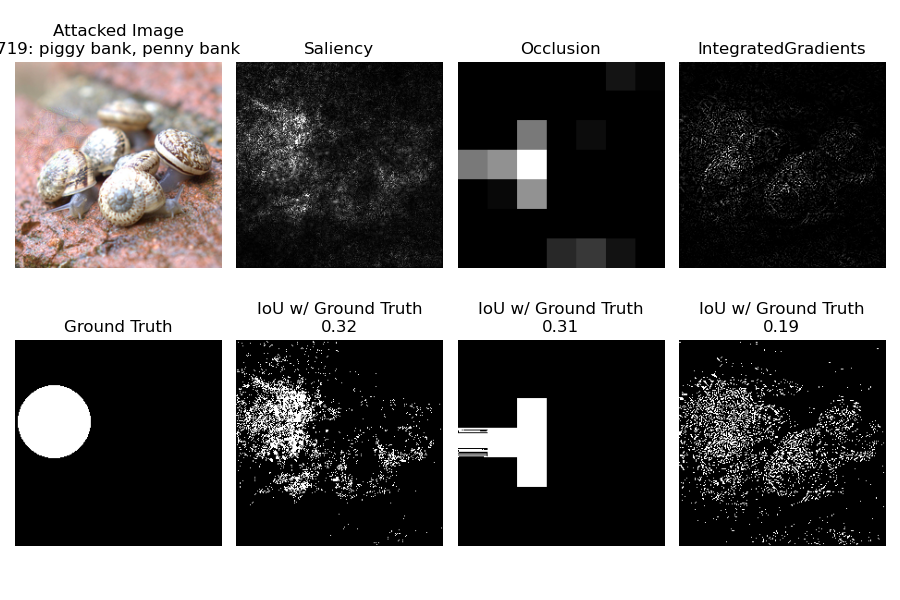 Attacked Image
719: piggy bank, penny bank
Saliency
Occlusion
IntegratedGradients
Ground Truth
IoU w/ Ground Truth
0.32
IoU w/ Ground Truth
0.31
IoU w/ Ground Truth
0.19